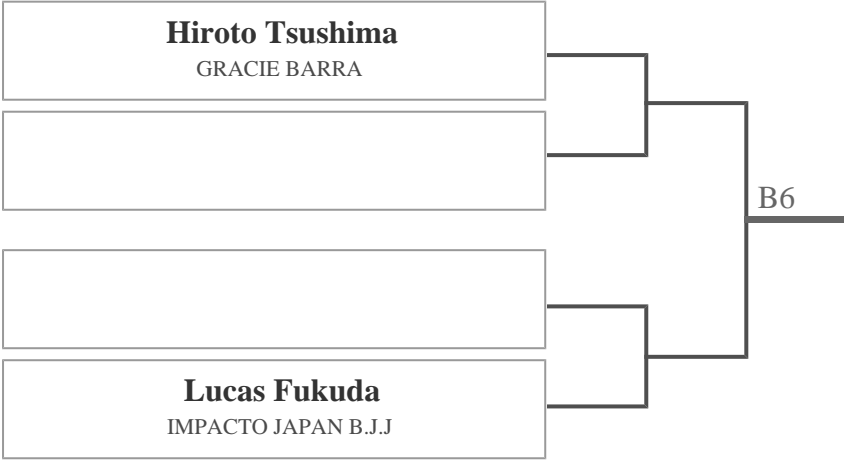 Hiroto Tsushima
GRACIE BARRA
B6
Lucas Fukuda
IMPACTO JAPAN B.J.J